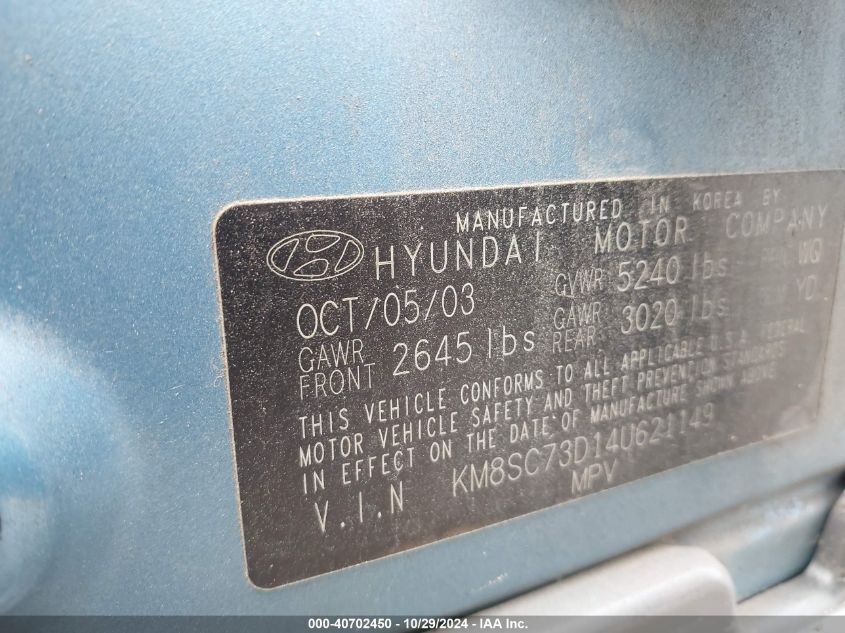 MANUFACTURED IN KOREA BY
HYUNDAI MOTOR COMPANY
OCT/05/03 GVWR 5240 lbs WQ
GAWR FRONT 2645 lbs GAWR REAR 3020 lbs YD
THIS VEHICLE CONFORMS TO ALL APPLICABLE U.S.A. FEDERAL
MOTOR VEHICLE SAFETY AND THEFT PREVENTION STANDARDS
IN EFFECT ON THE DATE OF MANUFACTURE SHOWN ABOVE.
V.I.N KM8SC73D14U621149
MPV
000-40702450 - 10/29/2024 - IAA Inc.